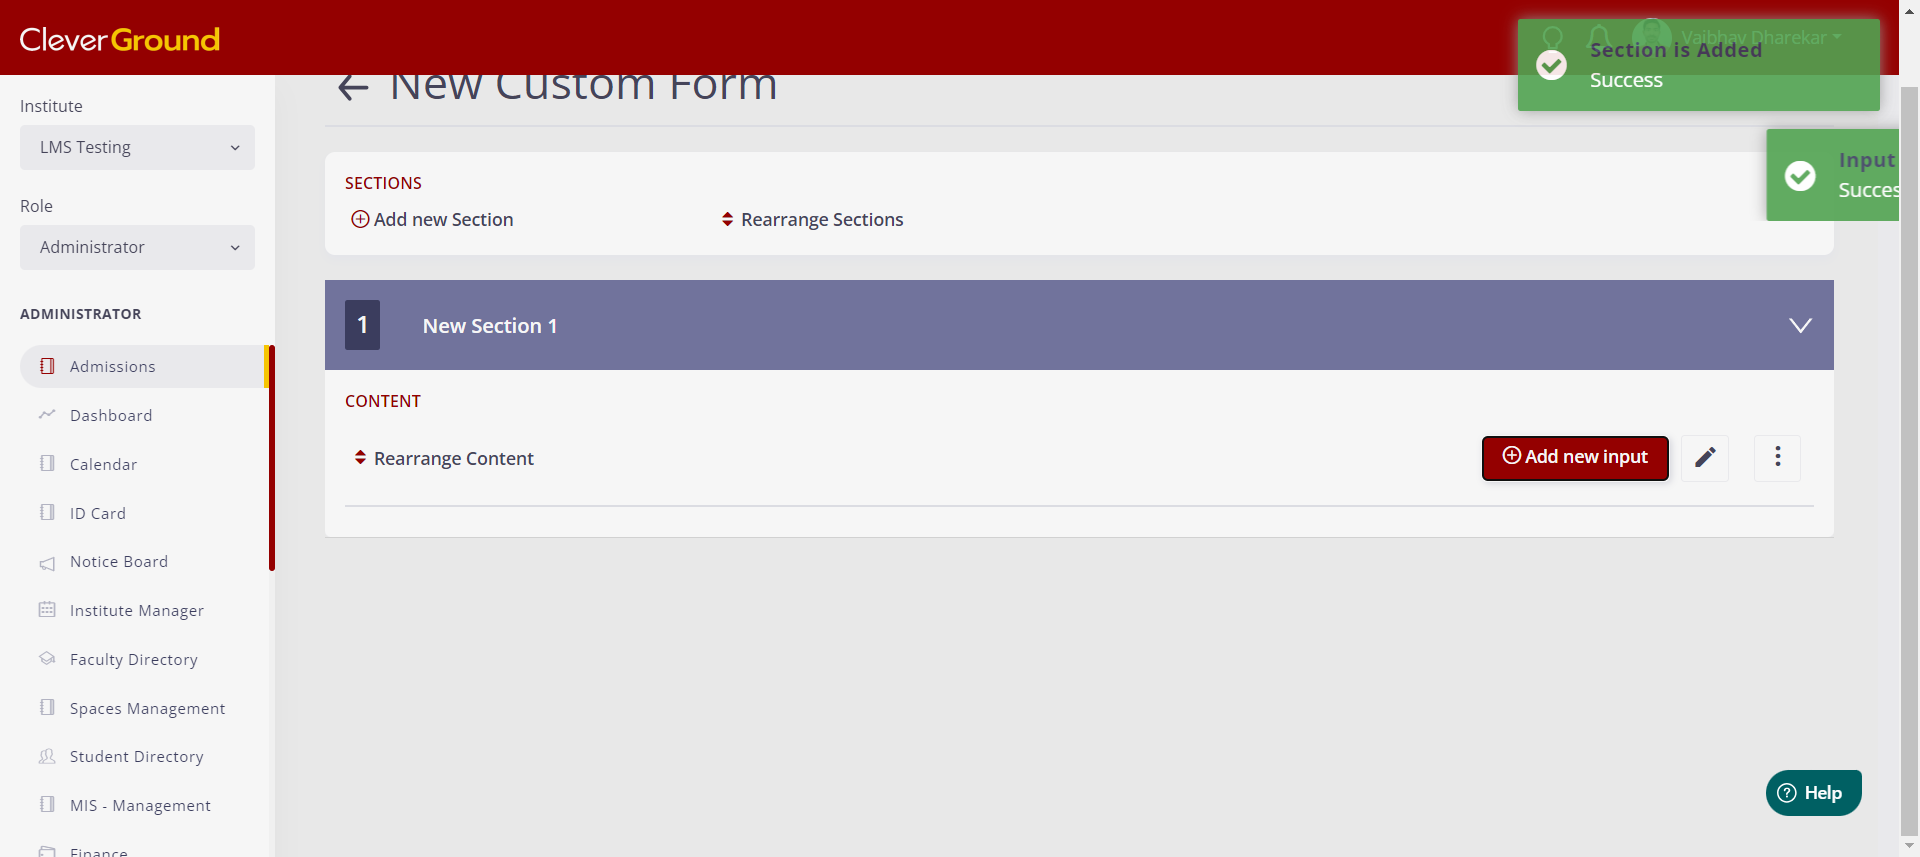 CleverGround
Vaibhav Dharekar
Section is Added
Success
Input
Succes
Institute
LMS Testing
Role
Administrator
ADMINISTRATOR
Admissions
Dashboard
Calendar
ID Card
Notice Board
Institute Manager
Faculty Directory
Spaces Management
Student Directory
MIS - Management
Finance
New Custom Form
SECTIONS
Add new Section
Rearrange Sections
1
New Section 1
CONTENT
Rearrange Content
Add new input
Help